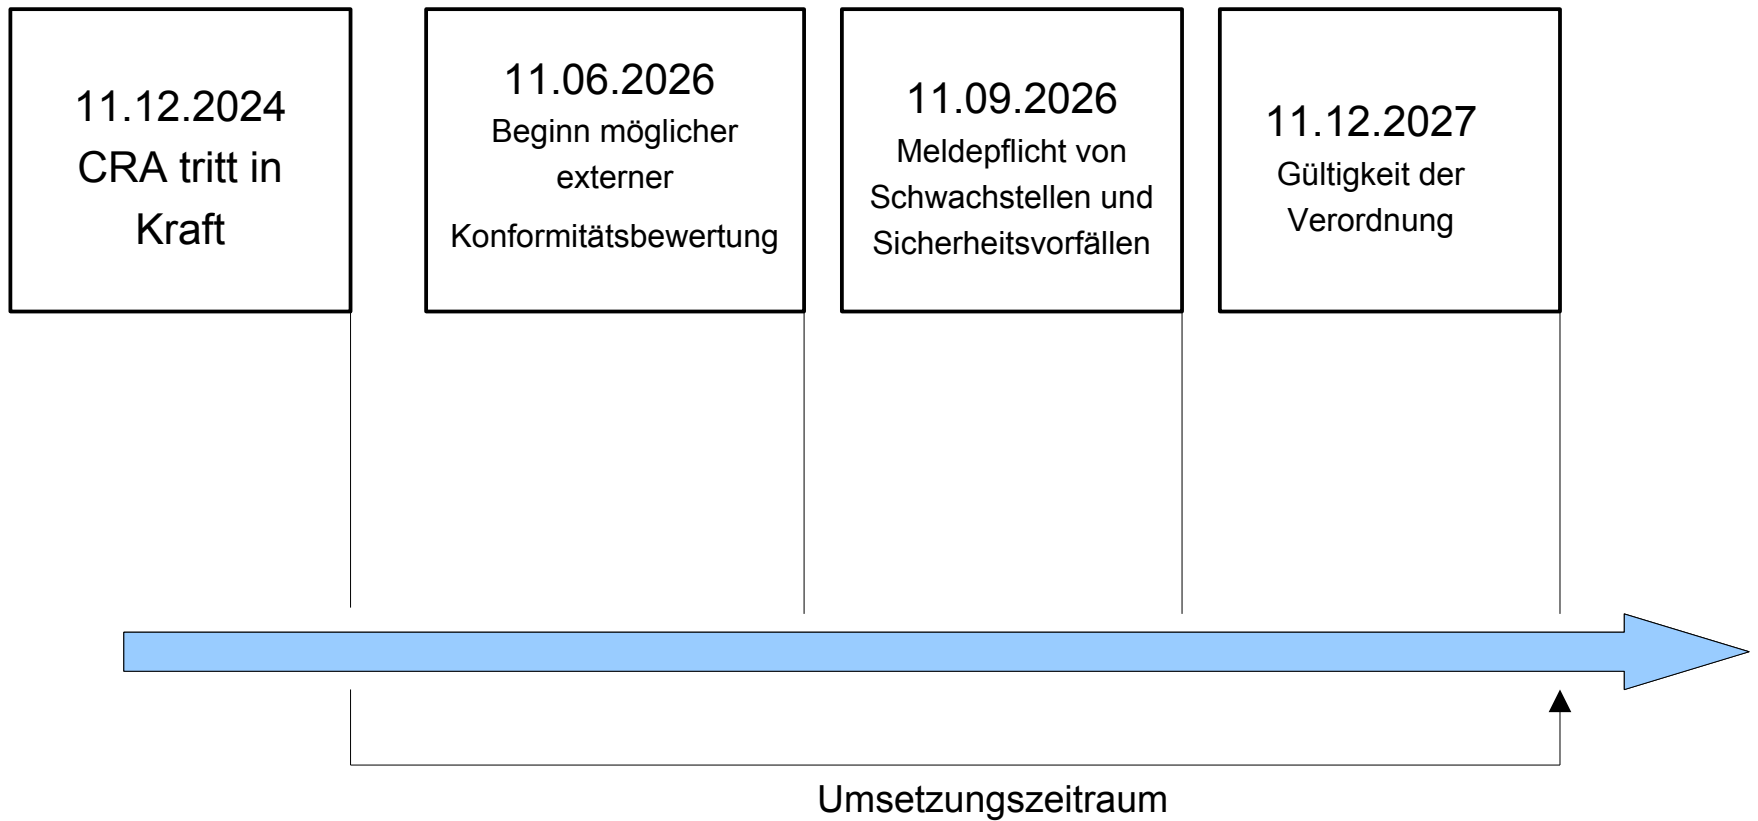 11.12.2024
CRA tritt in
Kraft
11.06.2026
Beginn möglicher
externer
Konformitätsbewertung
11.09.2026
Meldepflicht von
Schwachstellen und
Sicherheitsvorfällen
11.12.2027
Gültigkeit der
Verordnung
Umsetzungszeitraum